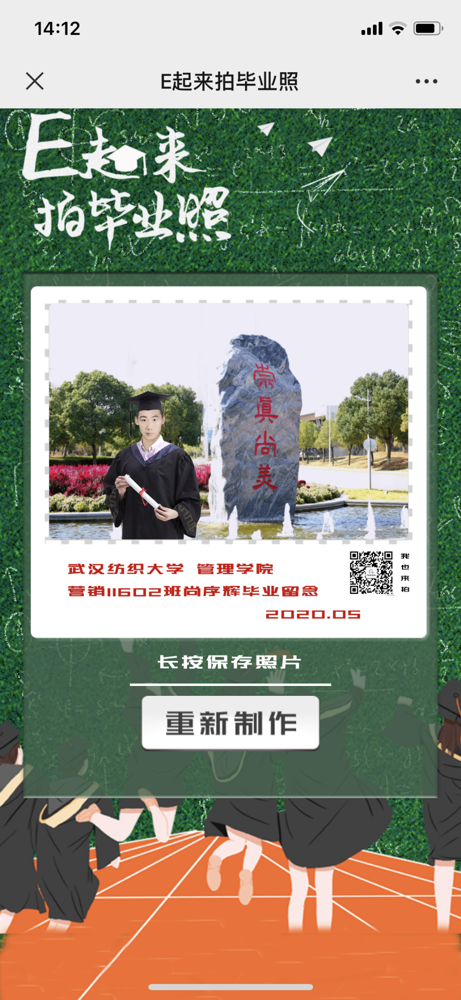 14:12
E起来拍毕业照
E起来
拍毕业照
崇真尚美
武汉纺织大学 管理学院
营销11602班尚序辉毕业留念
2020.05
我也来拍
长按保存照片
重新制作